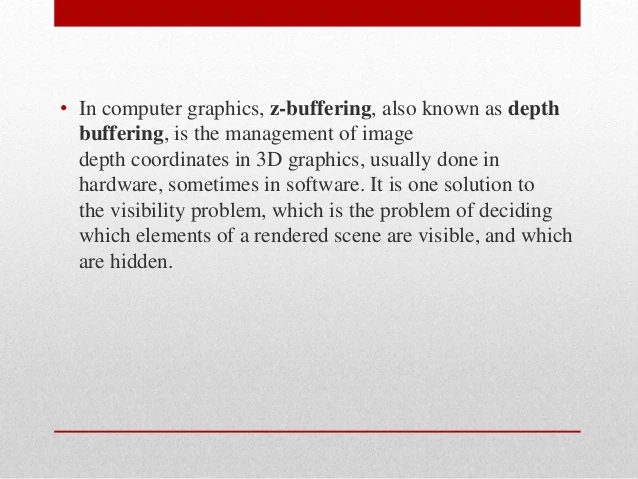 • In computer graphics, z-buffering, also known as depth
buffering, is the management of image
depth coordinates in 3D graphics, usually done in
hardware, sometimes in software. It is one solution to
the visibility problem, which is the problem of deciding
which elements of a rendered scene are visible, and which
are hidden.